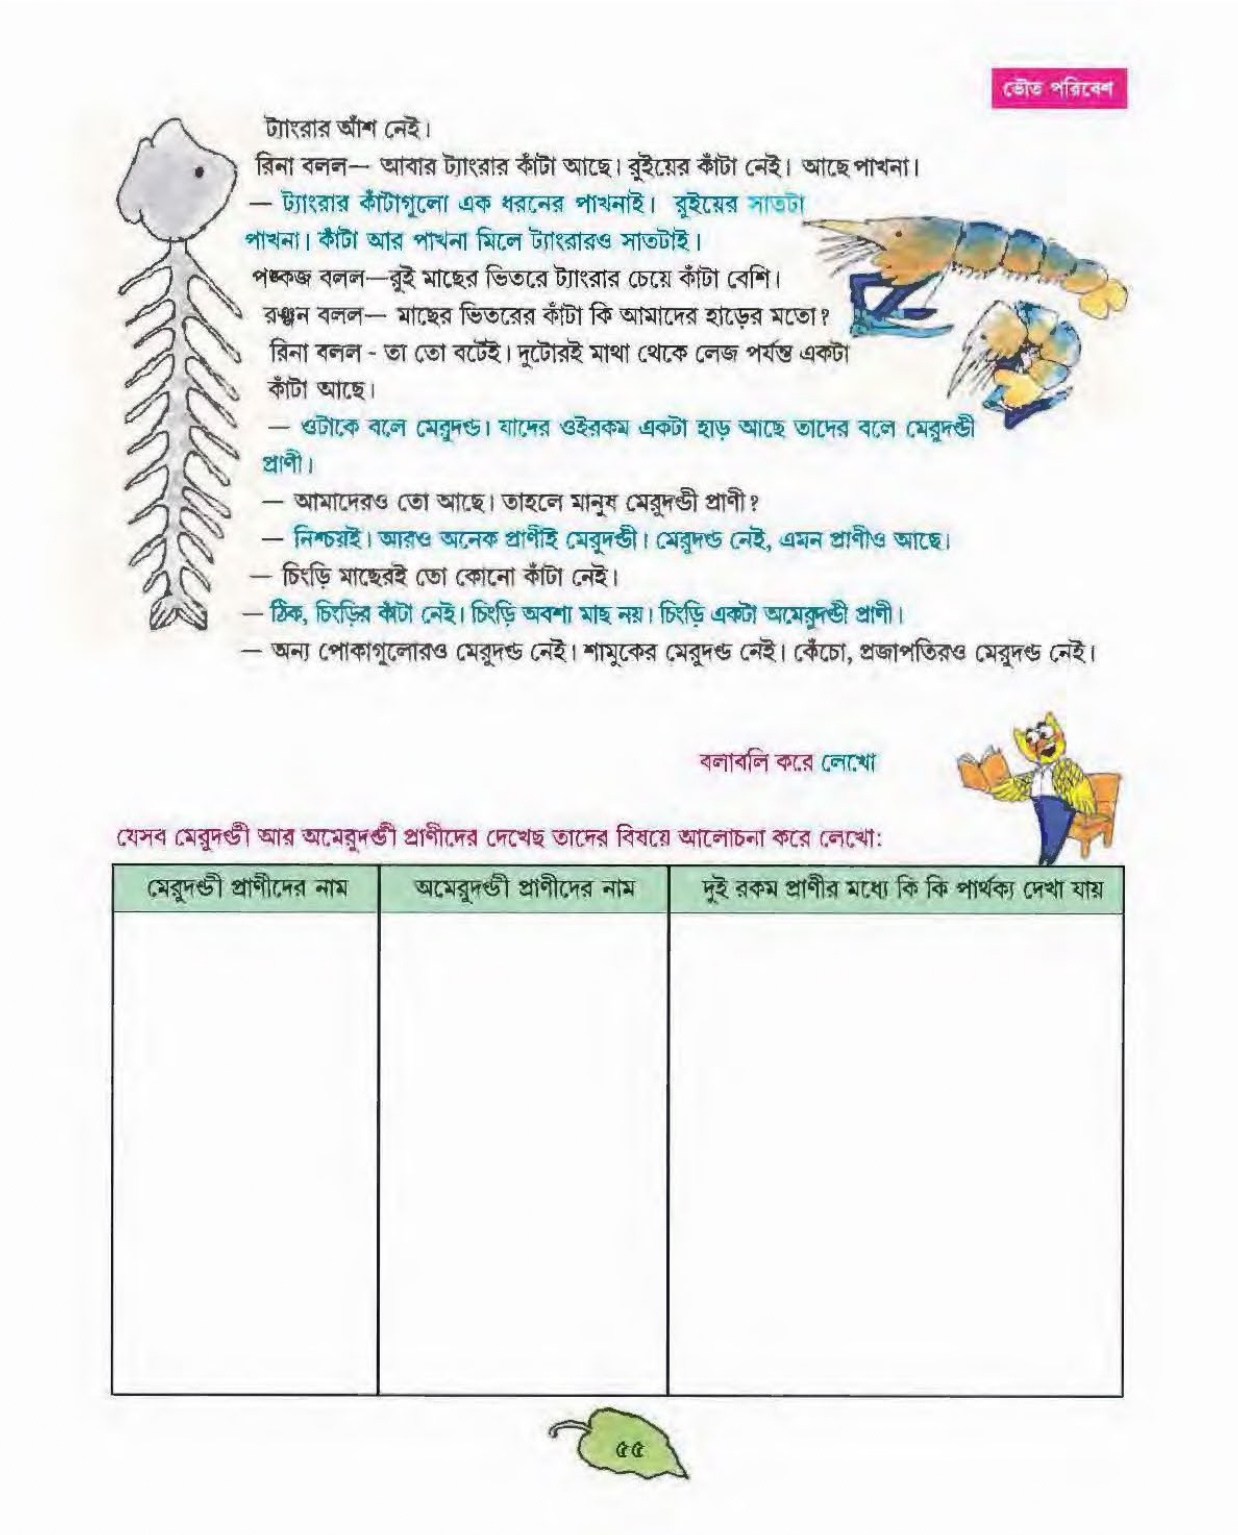 ভৌত পরিবেশ
ট্যাংরার আঁশ নেই।
রিনা বলল— আবার ট্যাংরার কাঁটা আছে। রুইয়ের কাঁটা নেই। আছে পাখনা।
— ট্যাংরার কাঁটাগুলো এক ধরনের পাখনাই। রুইয়ের সাতটা
পাখনা। কাঁটা আর পাখনা মিলে ট্যাংরারও সাতটাই।
পঙ্কজ বলল—রুই মাছের ভিতরে ট্যাংরার চেয়ে কাঁটা বেশি।
রঞ্জন বলল— মাছের ভিতরের কাঁটা কি আমাদের হাড়ের মতো?
রিনা বলল - তা তো বটেই। দুটোরই মাথা থেকে লেজ পর্যন্ত একটা
কাঁটা আছে।
— ওটাকে বলে মেরুদণ্ড। যাদের ওইরকম একটা হাড় আছে তাদের বলে মেরুদণ্ডী
প্রাণী।
— আমাদেরও তো আছে। তাহলে মানুষ মেরুদণ্ডী প্রাণী?
— নিশ্চয়ই। আরও অনেক প্রাণীই মেরুদণ্ডী। মেরুদণ্ড নেই, এমন প্রাণীও আছে।
— চিংড়ি মাছেরই তো কোনো কাঁটা নেই।
— ঠিক, চিংড়ির কাঁটা নেই। চিংড়ি অবশ্য মাছ নয়। চিংড়ি একটা অমেরুদণ্ডী প্রাণী।
— অন্য পোকাগুলোরও মেরুদণ্ড নেই। শামুকের মেরুদণ্ড নেই। কেঁচো, প্রজাপতিরও মেরুদণ্ড নেই।
বলাবলি করে লেখো
যেসব মেরুদণ্ডী আর অমেরুদণ্ডী প্রাণীদের দেখেছ তাদের বিষয়ে আলোচনা করে লেখো:
মেরুদণ্ডী প্রাণীদের নাম
অমেরুদণ্ডী প্রাণীদের নাম
দুই রকম প্রাণীর মধ্যে কি কি পার্থক্য দেখা যায়
৫৫